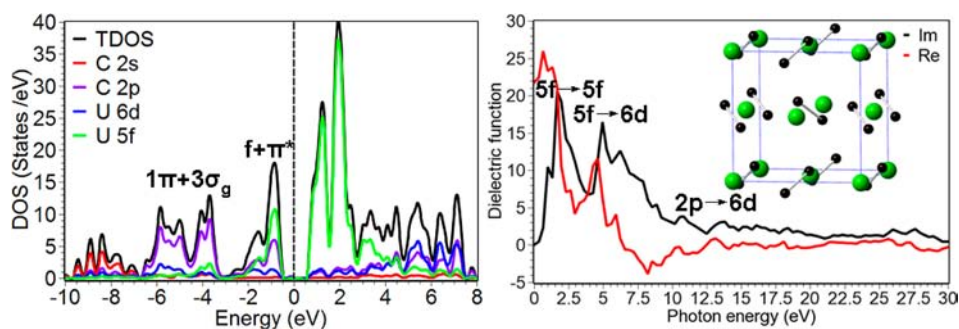 40
35
30
25
20
15
10
5
0
DOS (States /eV)
TDOS
C 2s
C 2p
U 6d
U 5f
1π+3σg
f+π*
-10 -8 -6 -4 -2 0 2 4 6 8
Energy (eV)
30
25
20
15
10
5
0
-5
Dielectric function
Im
Re
5f→5f
5f→6d
2p→6d
0 2.5 5 7.5 10 12.5 15 17.5 20 22.5 25 27.5 30
Photon energy (eV)